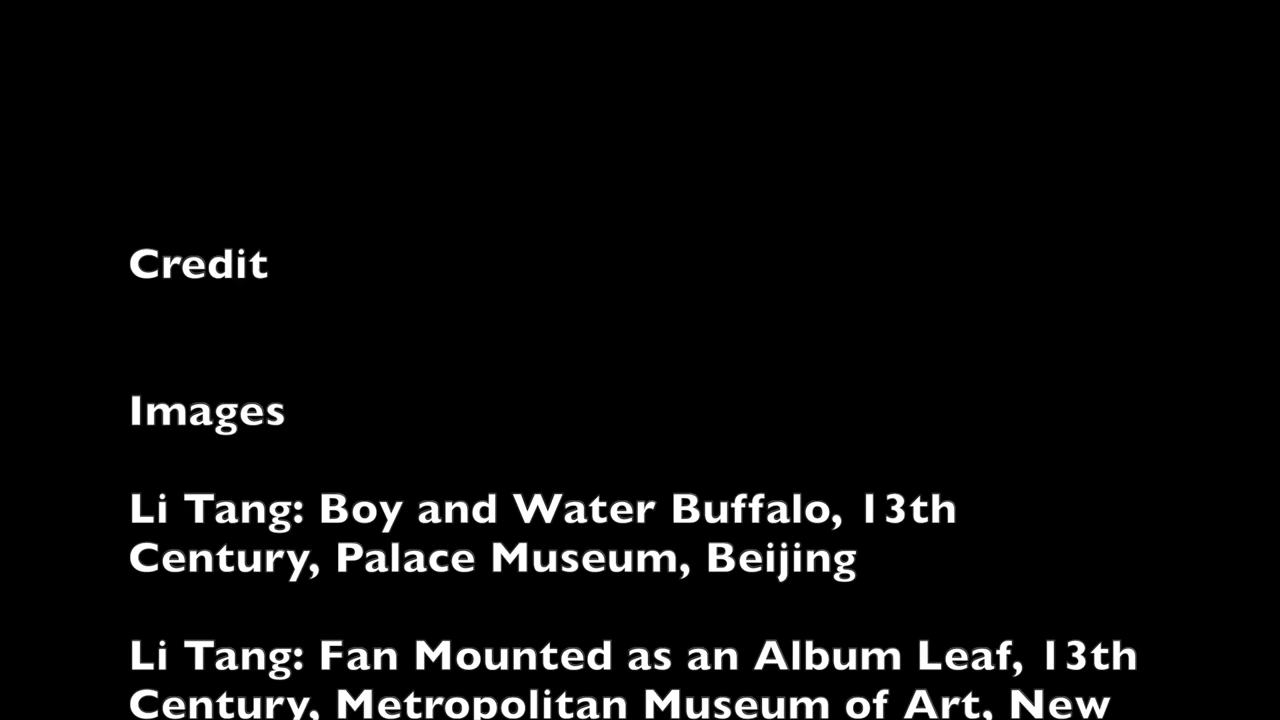 Credit
Images
Li Tang: Boy and Water Buffalo, 13th
Century, Palace Museum, Beijing
Li Tang: Fan Mounted as an Album Leaf, 13th
Century, Metropolitan Museum of Art, New